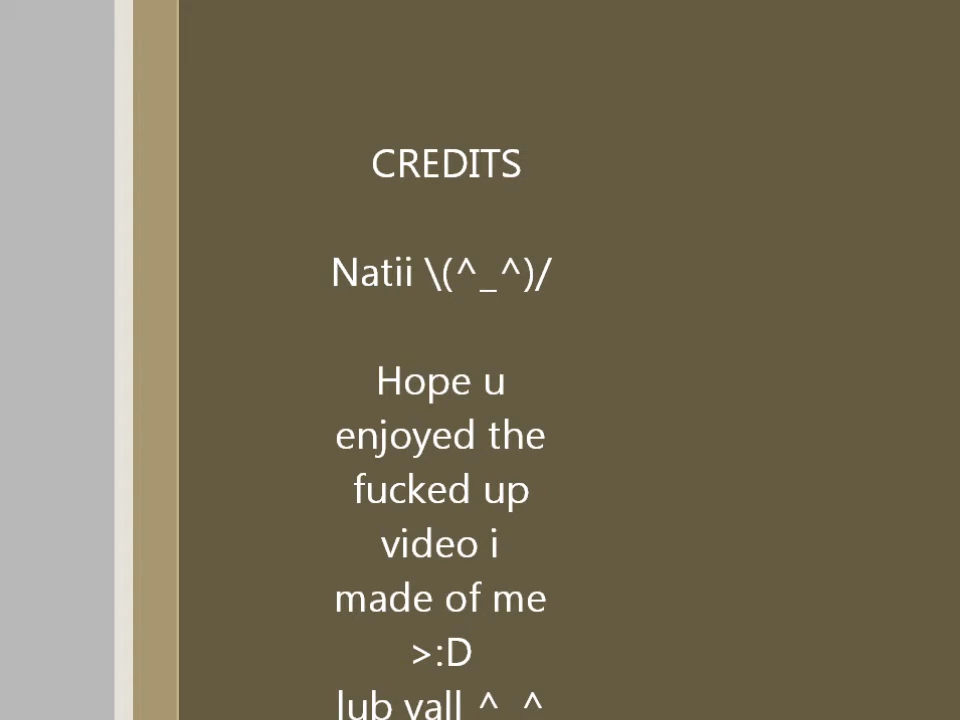 CREDITS
Natii \(^_^)/
Hope u
enjoyed the
fucked up
video i
made of me
>:D
lub yall ^_^